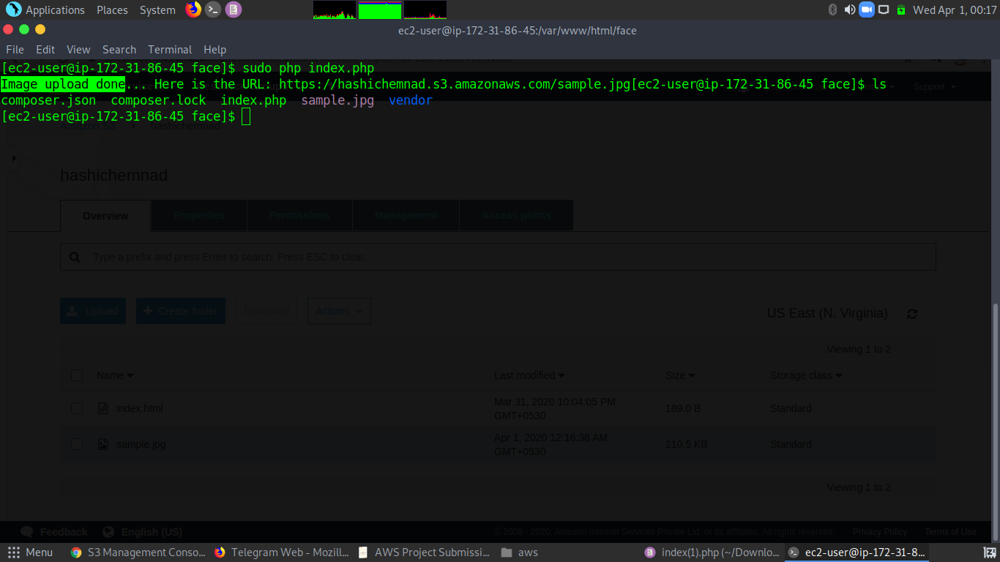 Applications Places System Wed Apr 1, 00:17
ec2-user@ip-172-31-86-45:/var/www/html/face
File Edit View Search Terminal Help
[ec2-user@ip-172-31-86-45 face]$ sudo php index.php
Image upload done... Here is the URL: https://hashichemnad.s3.amazonaws.com/sample.jpg[ec2-user@ip-172-31-86-45 face]$ ls
Support
composer.json composer.lock index.php sample.jpg vendor
[ec2-user@ip-172-31-86-45 face]$
Amazon S3 hashichemnad
hashichemnad
Overview Properties Permissions Management Access points
Type a prefix and press Enter to search. Press ESC to clear.
Upload Create folder Download Actions US East (N. Virginia)
Viewing 1 to 2
Name Last modified Size Storage class
index.html Mar 31, 2020 10:04:05 PM GMT+0530 189.0 B Standard
sample.jpg Apr 1, 2020 12:16:38 AM GMT+0530 210.5 KB Standard
Viewing 1 to 2
Feedback English (US) © 2008 - 2020, Amazon Internet Services Private Ltd. or its affiliates. All rights reserved. Privacy Policy Terms of Use
Menu S3 Management Conso... Telegram Web - Mozill... AWS Project Submissi... aws index(1).php (~/Downlo... ec2-user@ip-172-31-8...